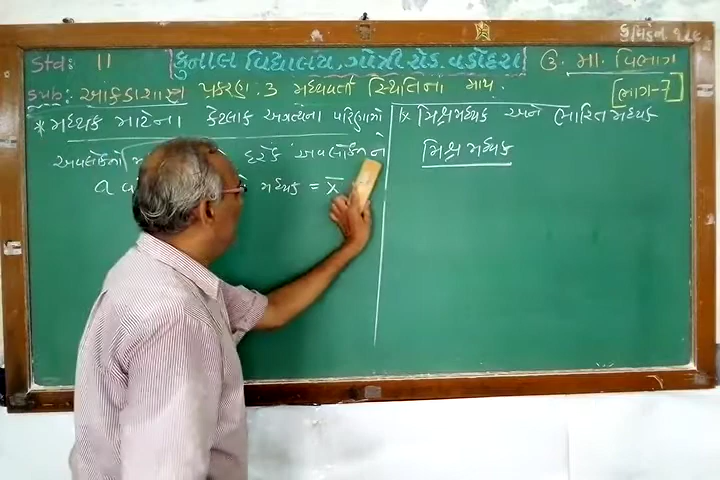 Std: 11 કુનાલ વિદ્યાલય, ગોત્રી રોડ, વડોદરા ઉ. મા. વિભાગ
Sub: આંકડાશાસ્ત્ર પ્રકરણ: 3 મધ્યવર્તી સ્થિતિના માપ [ભાગ-7]
* મધ્યક માટેના કેટલાક અગત્યના પરિણામો
અવલોકનો દરેક અવલોકનને
a મધ્યક = x̄
* મિશ્ર મધ્યક અને ભારિત મધ્યક
મિશ્ર મધ્યક